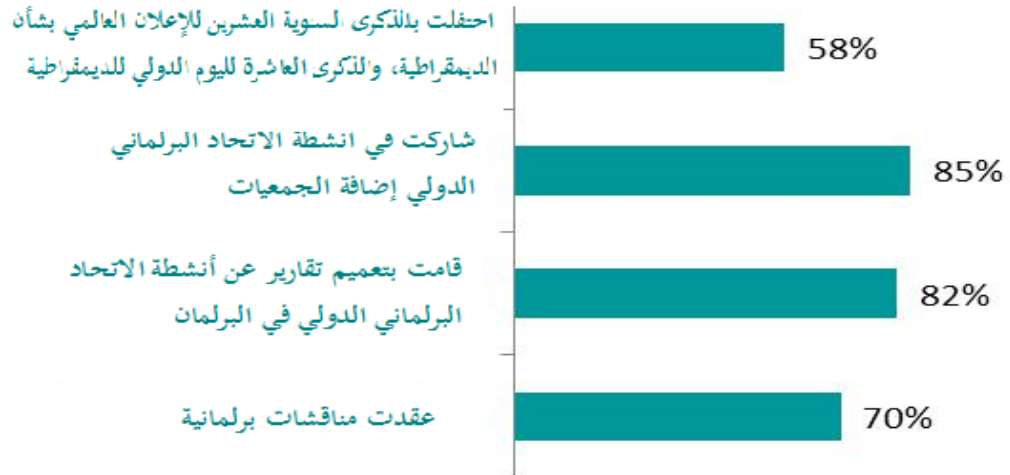 احتفلت بالذكرى السنوية العشرين للإعلان العالمي بشأن
الديمقراطية، والذكرى العاشرة لليوم الدولي للديمقراطية
58%
شاركت في انشطة الاتحاد البرلماني
الدولي إضافة الجمعيات
85%
قامت بتعميم تقارير عن أنشطة الاتحاد
البرلماني الدولي في البرلمان
82%
عقدت مناقشات برلمانية
70%